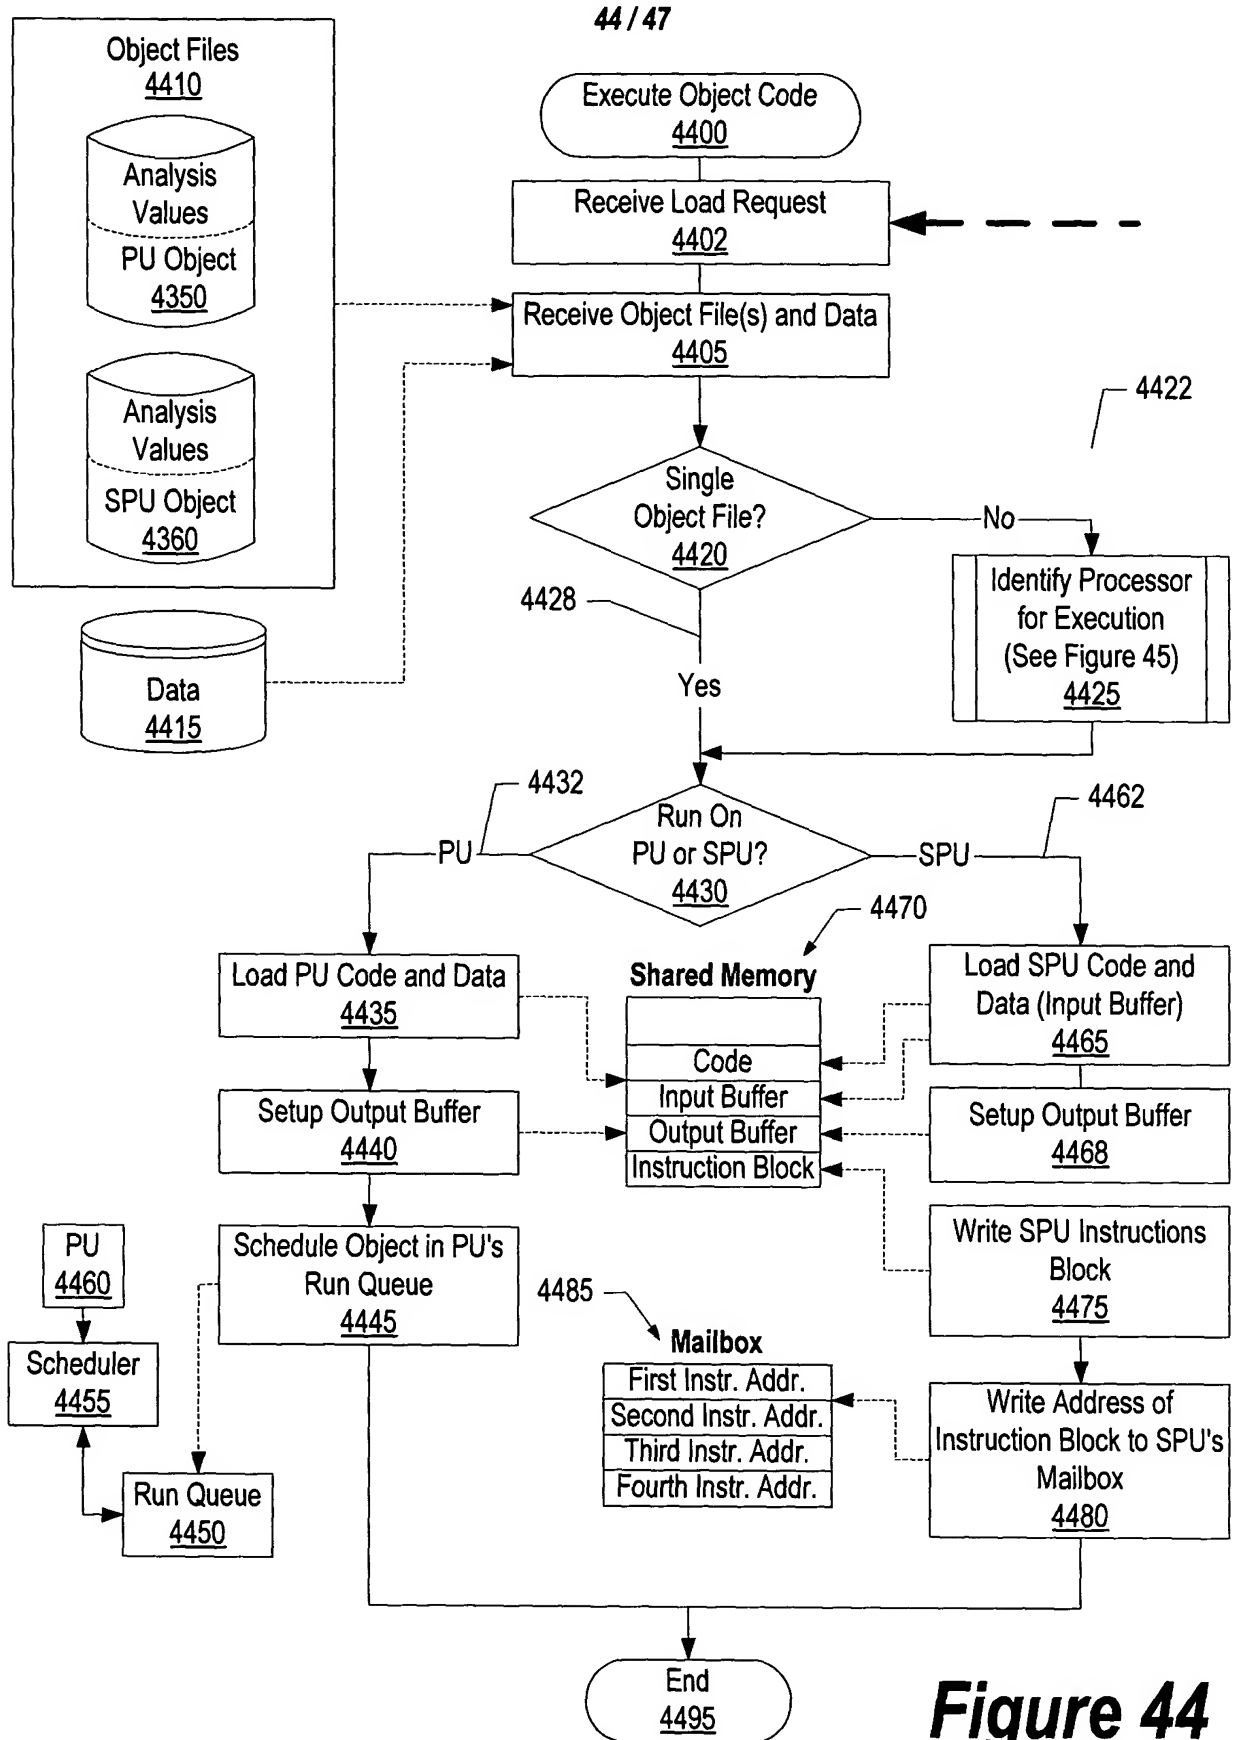 44 / 47
Object Files
4410
Analysis
Values
PU Object
4350
Analysis
Values
SPU Object
4360
Data
4415
Execute Object Code
4400
Receive Load Request
4402
Receive Object File(s) and Data
4405
4422
Single
Object File?
4420
No
Identify Processor
for Execution
(See Figure 45)
4425
4428
Yes
4432
Run On
PU or SPU?
4430
PU
SPU
4462
4470
Load PU Code and Data
4435
Setup Output Buffer
4440
Schedule Object in PU's
Run Queue
4445
PU
4460
Scheduler
4455
Run Queue
4450
Shared Memory
Code
Input Buffer
Output Buffer
Instruction Block
Load SPU Code and
Data (Input Buffer)
4465
Setup Output Buffer
4468
Write SPU Instructions
Block
4475
4485
Mailbox
First Instr. Addr.
Second Instr. Addr.
Third Instr. Addr.
Fourth Instr. Addr.
Write Address of
Instruction Block to SPU's
Mailbox
4480
End
4495
Figure 44